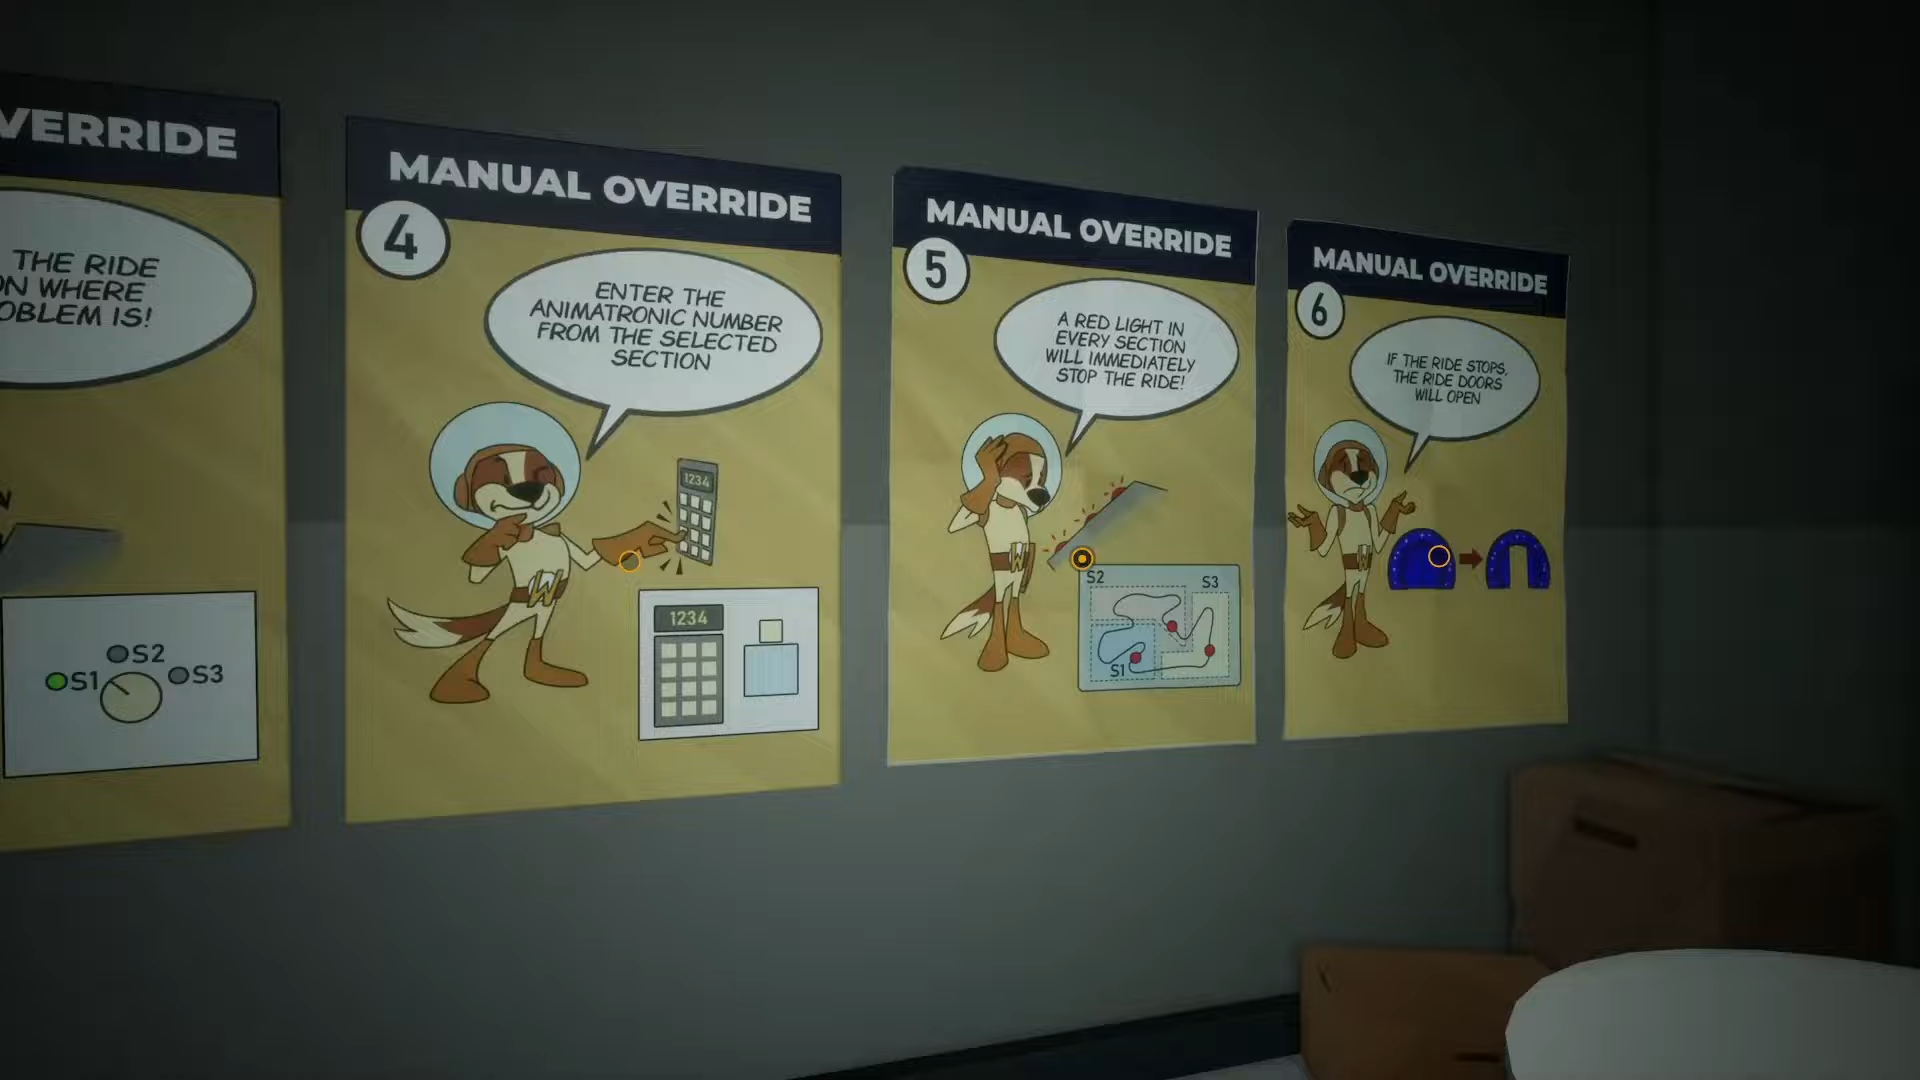 VERRIDE
THE RIDE
ON WHERE
OBLEM IS!
S1
S2
S3
MANUAL OVERRIDE
4
ENTER THE
ANIMATRONIC NUMBER
FROM THE SELECTED
SECTION
1234
W
1234
MANUAL OVERRIDE
5
A RED LIGHT IN
EVERY SECTION
WILL IMMEDIATELY
STOP THE RIDE!
W
S2
S3
S1
MANUAL OVERRIDE
6
IF THE RIDE STOPS,
THE RIDE DOORS
WILL OPEN
W